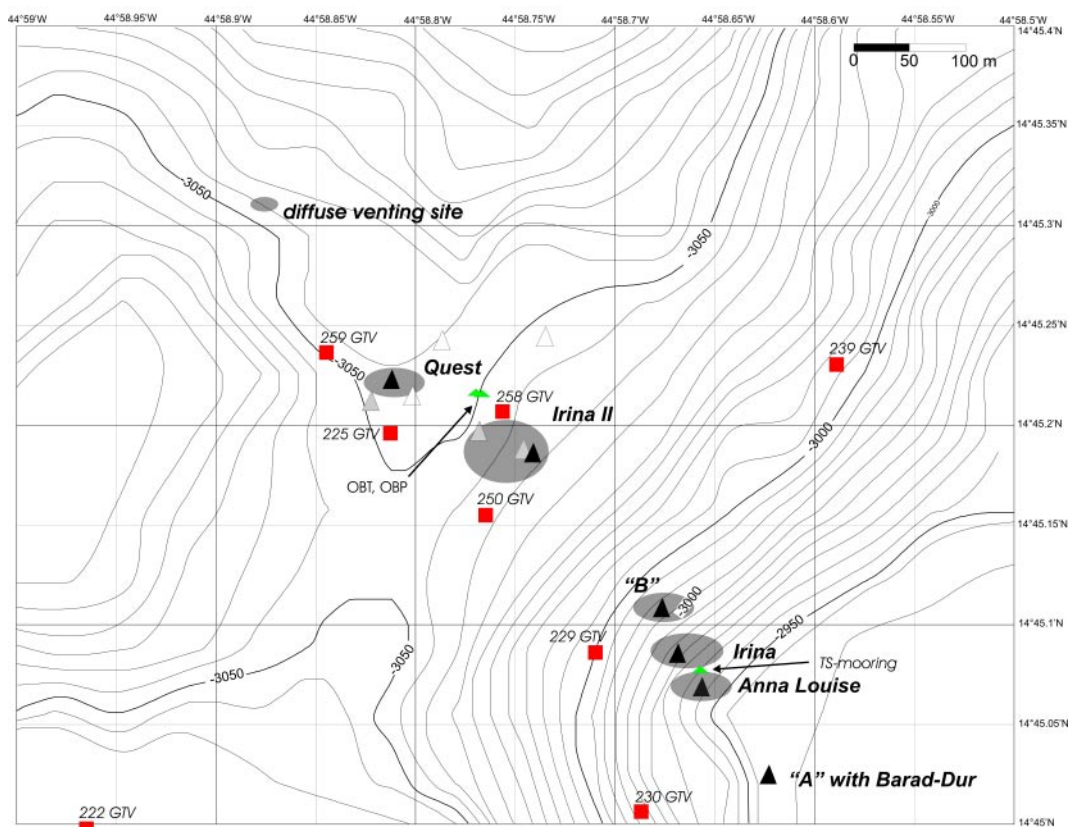 44°59'W
44°58.95'W
44°58.9'W
44°58.85'W
44°58.8'W
44°58.75'W
44°58.7'W
44°58.65'W
44°58.6'W
44°58.55'W
44°58.5'W
14°45.4'N
0 50 100 m
14°45.35'N
-3050
-3000
diffuse venting site
14°45.3'N
-3050
14°45.25'N
259 GTV
239 GTV
-3050
Quest
258 GTV
Irina II
225 GTV
14°45.2'N
-3000
OBT, OBP
250 GTV
14°45.15'N
"B"
-3000
-2950
14°45.1'N
229 GTV
Irina
TS-mooring
-3050
-3050
Anna Louise
14°45.05'N
"A" with Barad-Dur
230 GTV
222 GTV
14°45'N